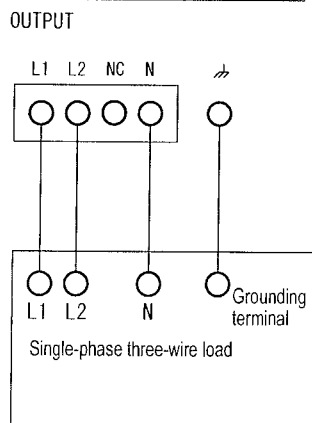 OUTPUT
L1 L2 NC N
L1 L2 N Grounding
terminal
Single-phase three-wire load